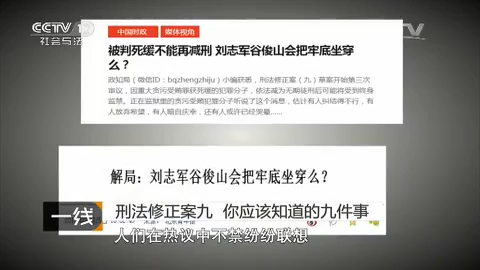 CCTV 12
社会与法
中国时政 媒体视角
被判死缓不能再减刑 刘志军谷俊山会把牢底坐穿
么？
政知局（微信ID：bqzhengzhiju）小编获悉，刑法修正案（九）草案开始第三次
审议，因重大贪污受贿罪获死缓的犯罪分子，依法减为无期徒刑后可能将受到终身
监禁。正在监狱里的贪污受贿犯罪分子听说了这个消息，估计有人纠结得不行，有
人放弃希望，有人暗自庆幸，还有人或许已经哭晕……
解局：刘志军谷俊山会把牢底坐穿么？
一线
刑法修正案九 你应该知道的九件事
人们在热议中不禁纷纷联想